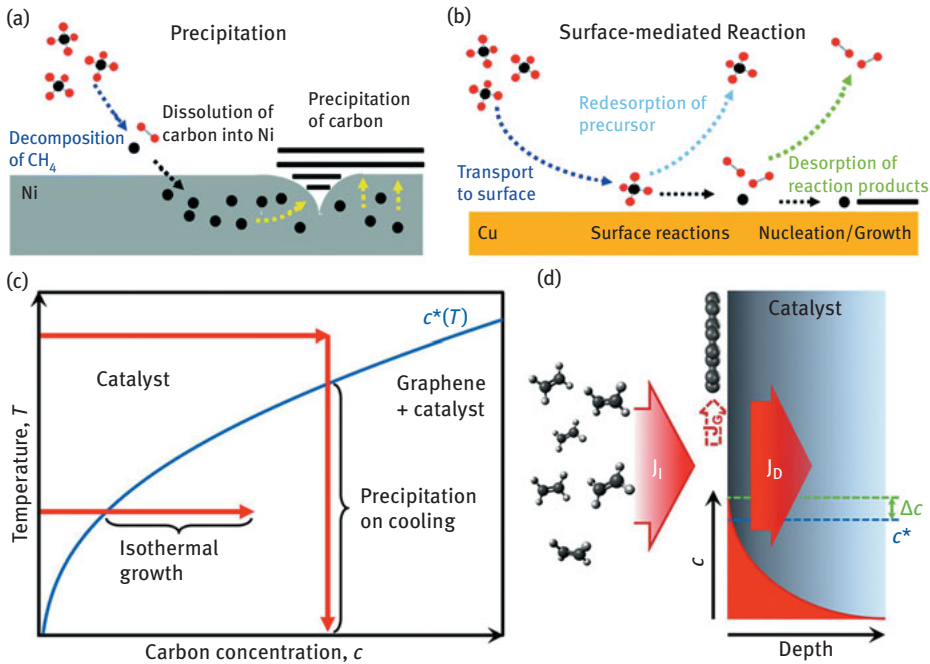 (a)
Precipitation
Dissolution of
carbon into Ni
Precipitation
of carbon
Decomposition
of CH4
Ni
(b)
Surface-mediated Reaction
Redesorption of
precursor
Transport
to surface
Desorption of
reaction products
Cu
Surface reactions
Nucleation/Growth
(c)
Temperature, T
c*(T)
Catalyst
Graphene
+ catalyst
Precipitation
on cooling
Isothermal
growth
Carbon concentration, c
(d)
Catalyst
JG
JI
JD
Δc
c*
c
Depth